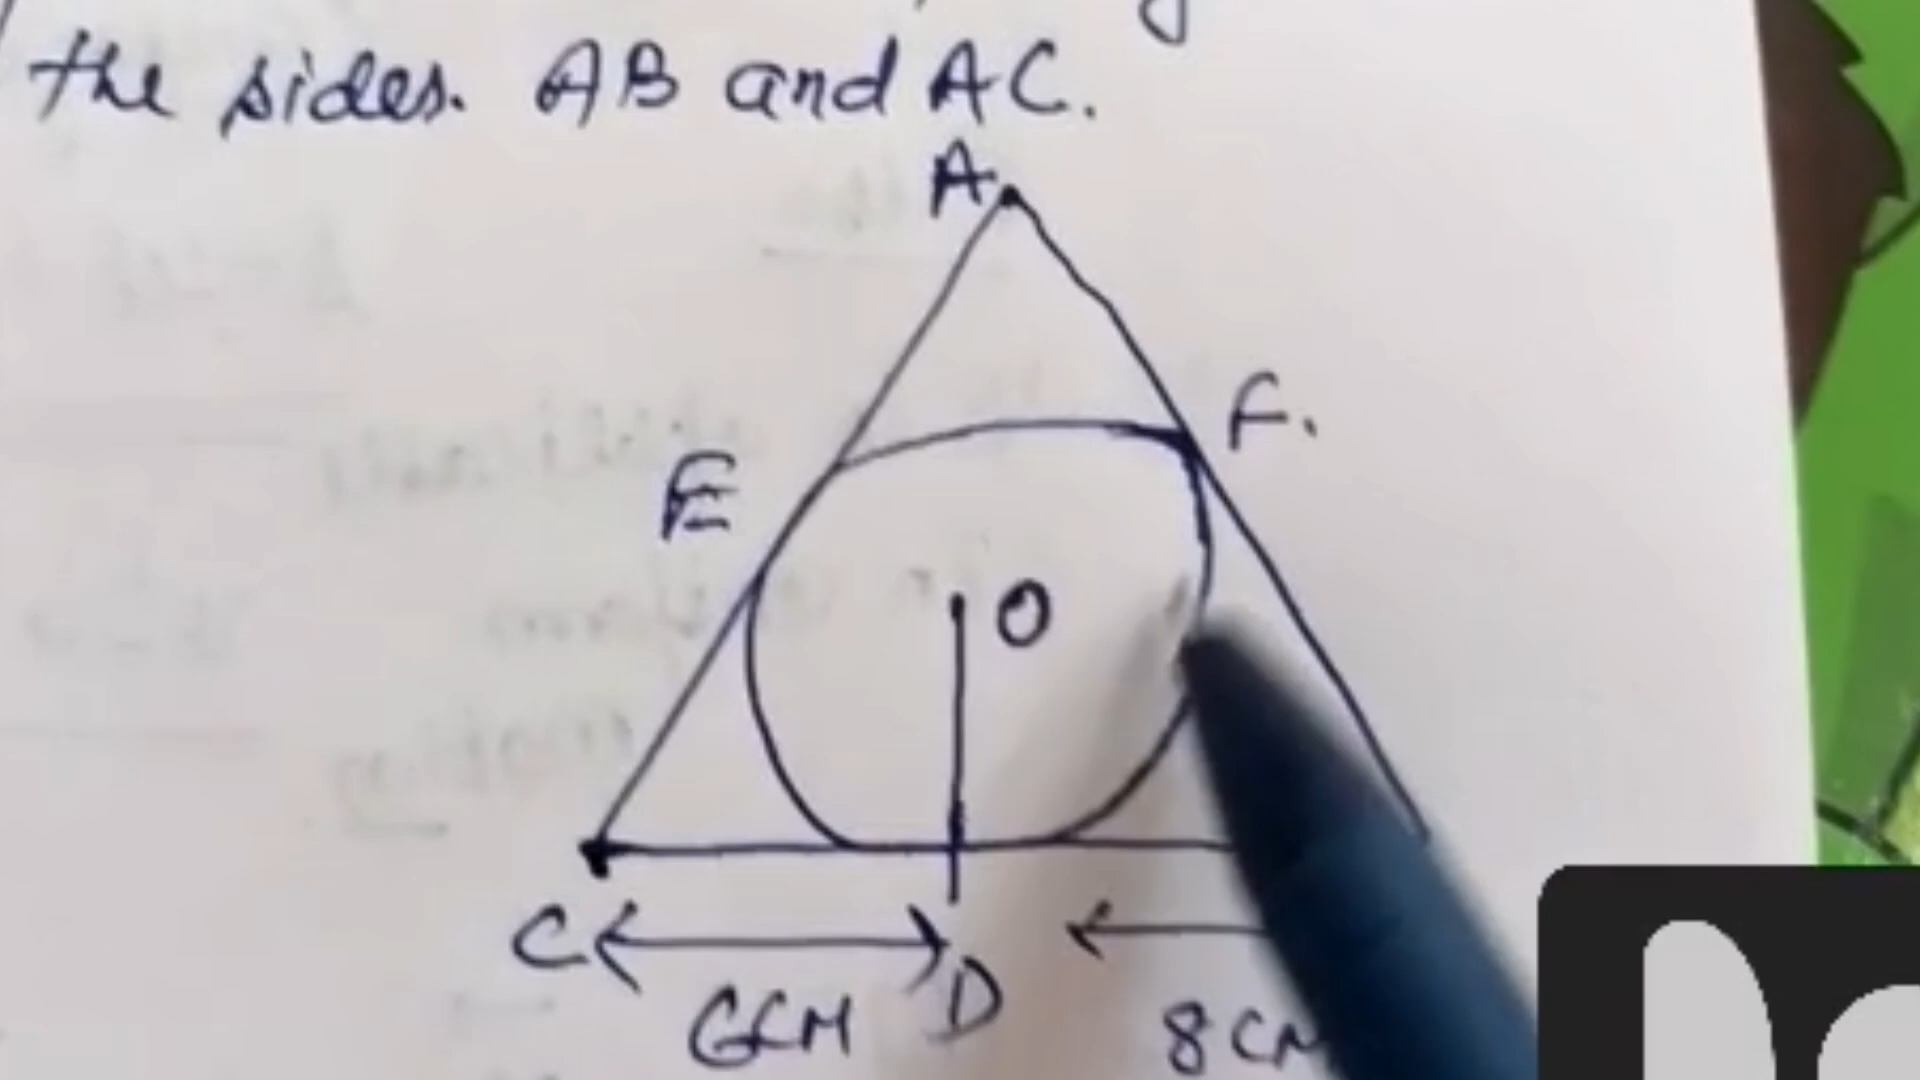 the sides. AB and AC.
A
F.
E
O
C
D
6CM
8CM